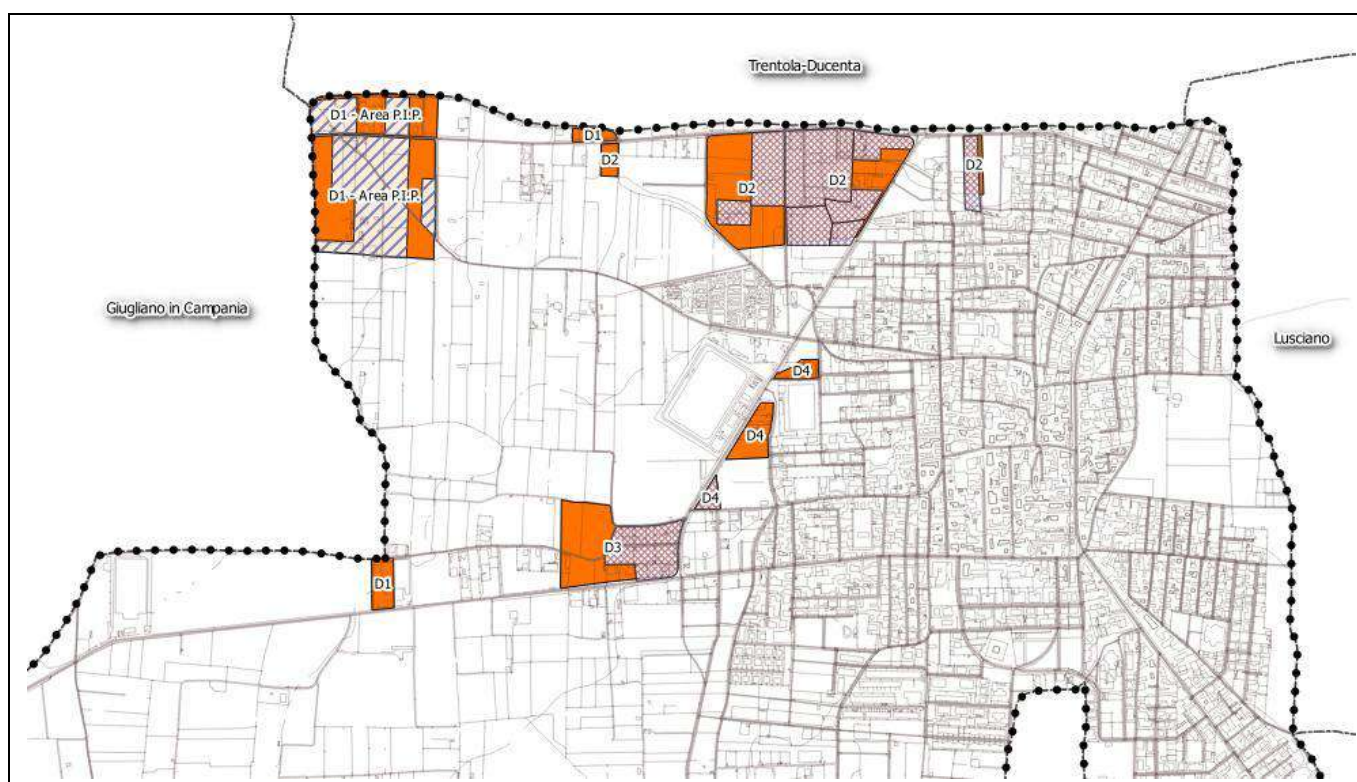 Trentola-Ducenta
D1 - Area P.I.P.
D1
D2
D2
D2
D2
D1 - Area P.I.P.
Giugliano in Campania
Lusciano
D4
D4
D4
D3
D1